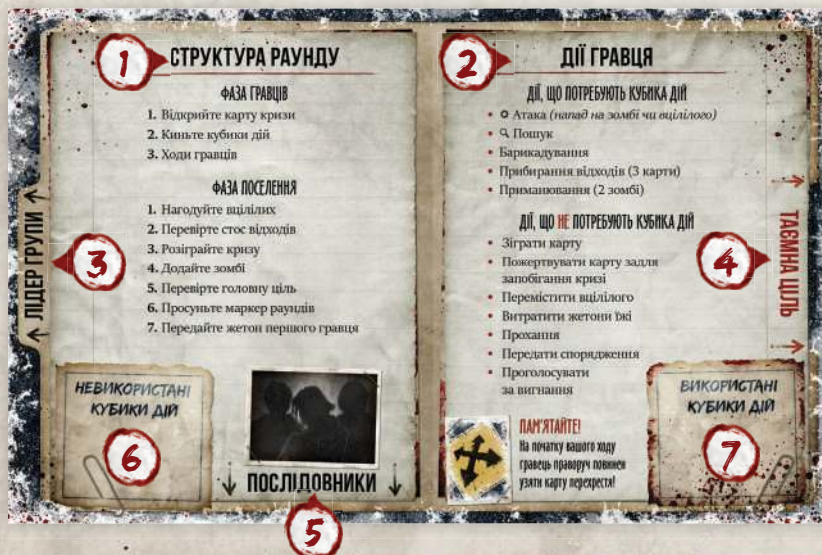 1
СТРУКТУРА РАУНДУ
ФАЗА ГРАВЦІВ
1. Відкрийте карту кризи
2. Киньте кубики дій
3. Ходи гравців
ФАЗА ПОСЕЛЕННЯ
1. Нагодуйте вцілілих
2. Перевірте стос відходів
3. Розіграйте кризу
4. Додайте зомбі
5. Перевірте головну ціль
6. Просуньте маркер раундів
7. Передайте жетон першого гравця
3
ЛІДЕР ГРУПИ
НЕВИКОРИСТАНІ
КУБИКИ ДІЙ
6
ПОСЛІДОВНИКИ
5
2
ДІЇ ГРАВЦЯ
ДІЇ, ЩО ПОТРЕБУЮТЬ КУБИКА ДІЙ
• Атака (напад на зомбі чи вцілілого)
• Пошук
• Барикадування
• Прибирання відходів (3 карти)
• Приманювання (2 зомбі)
ДІЇ, ЩО НЕ ПОТРЕБУЮТЬ КУБИКА ДІЙ
• Зіграти карту
• Пожертвувати карту задля
запобігання кризі
• Перемістити вцілілого
• Витратити жетони їжі
• Прохання
• Передати спорядження
• Проголосувати
за вигнання
ПАМ'ЯТАЙТЕ!
На початку вашого ходу
гравець праворуч повинен
узяти карту перехрестя!
4
ТАЄМНА ЦІЛЬ
ВИКОРИСТАНІ
КУБИКИ ДІЙ
7